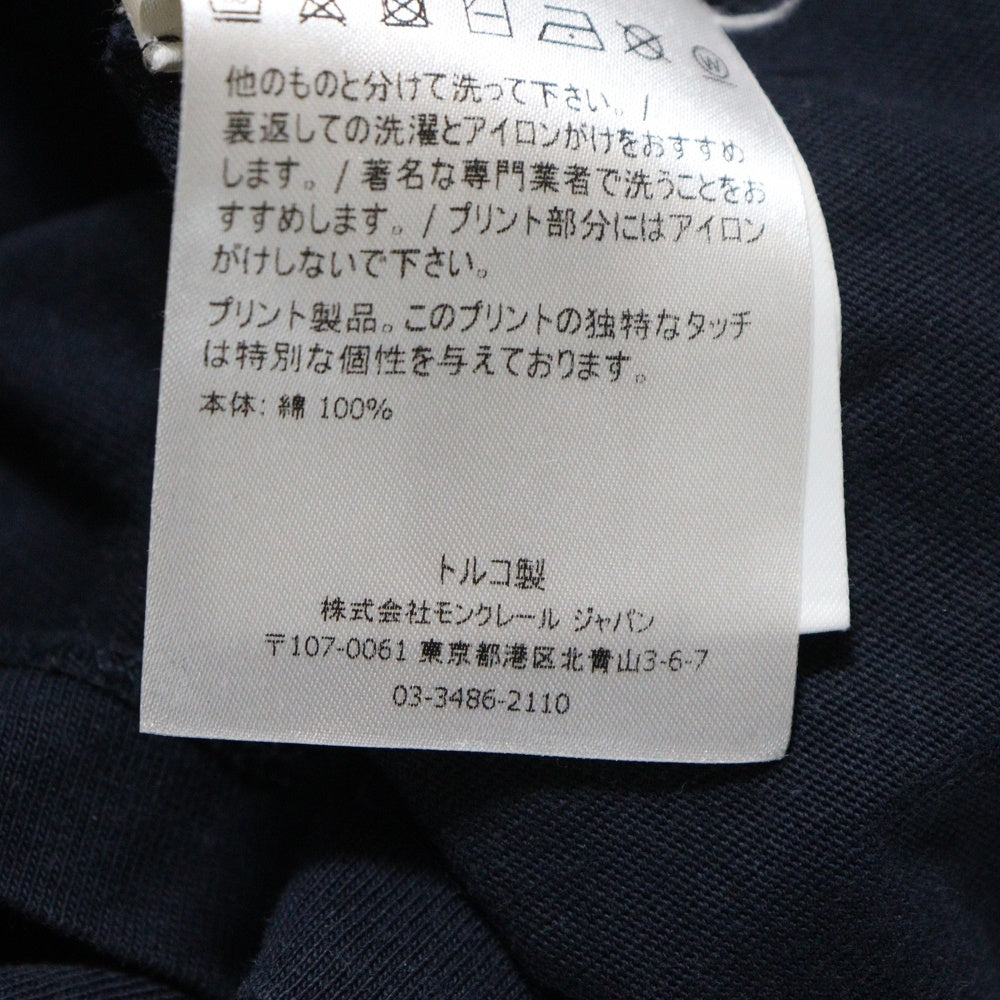 他のものと分けて洗って下さい。/
裏返しての洗濯とアイロンがけをおすすめ
します。/ 著名な専門業者で洗うことをお
すすめします。/ プリント部分にはアイロン
がけしないで下さい。
プリント製品。このプリントの独特なタッチ
は特別な個性を与えております。
本体: 綿 100%
トルコ製
株式会社モンクレール ジャパン
〒107-0061 東京都港区北青山3-6-7
03-3486-2110